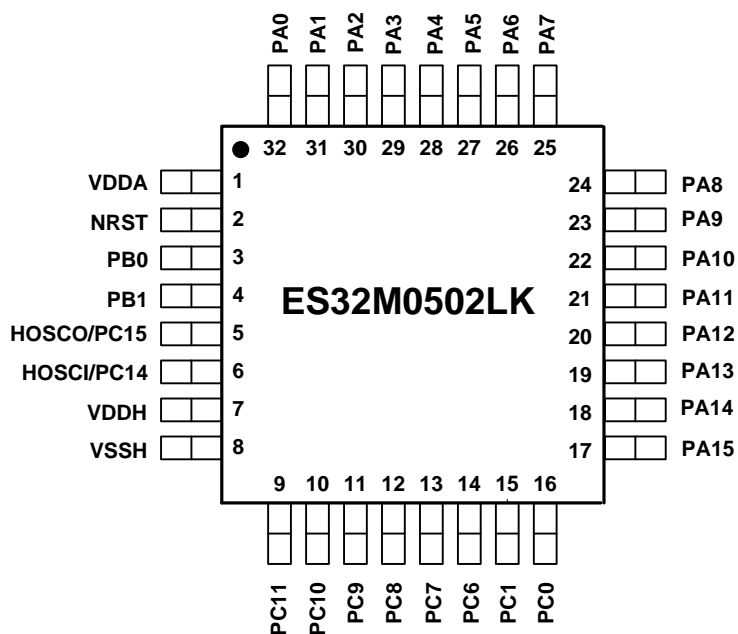 PA0 PA1 PA2 PA3 PA4 PA5 PA6 PA7
32 31 30 29 28 27 26 25
VDDA 1 24 PA8
NRST 2 23 PA9
PB0 3 22 PA10
PB1 4 21 PA11
ES32M0502LK
HOSCO/PC15 5 20 PA12
HOSCI/PC14 6 19 PA13
VDDH 7 18 PA14
VSSH 8 17 PA15
9 10 11 12 13 14 15 16
PC11 PC10 PC9 PC8 PC7 PC6 PC1 PC0